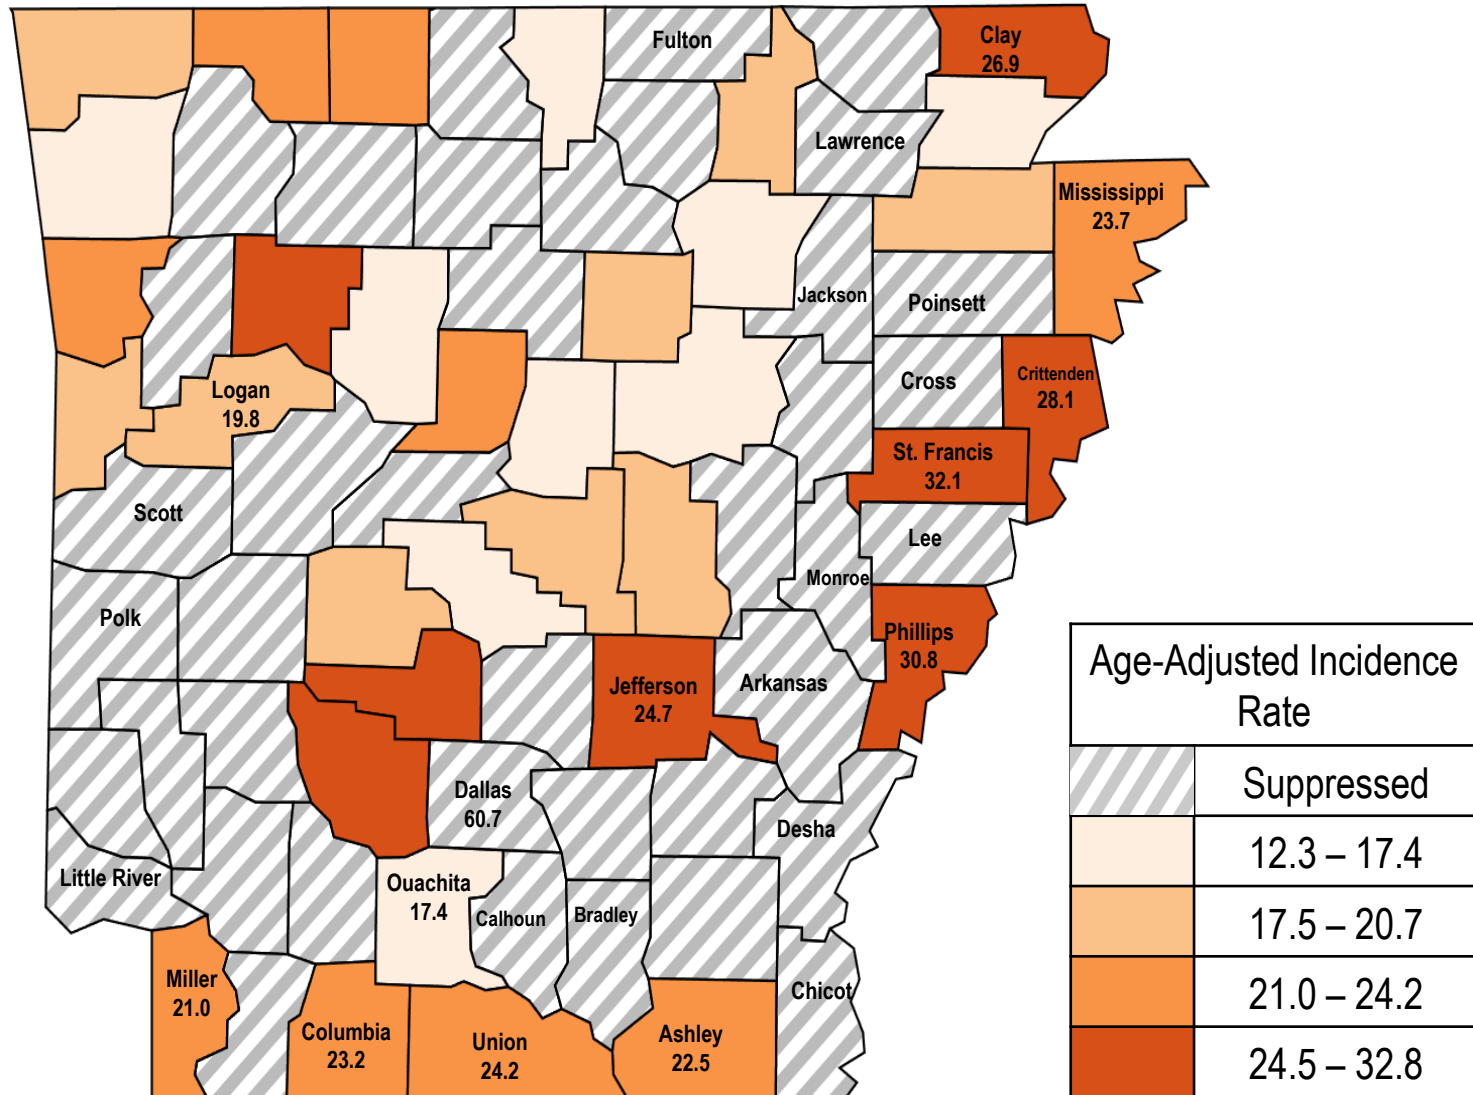 Fulton
Clay
26.9
Lawrence
Mississippi
23.7
Jackson
Poinsett
Logan
19.8
Cross
Crittenden
28.1
St. Francis
32.1
Scott
Lee
Monroe
Polk
Phillips
30.8
Jefferson
24.7
Arkansas
Dallas
60.7
Desha
Little River
Ouachita
17.4
Calhoun
Bradley
Miller
21.0
Chicot
Columbia
23.2
Union
24.2
Ashley
22.5
Age-Adjusted Incidence
Rate
Suppressed
12.3 – 17.4
17.5 – 20.7
21.0 – 24.2
24.5 – 32.8